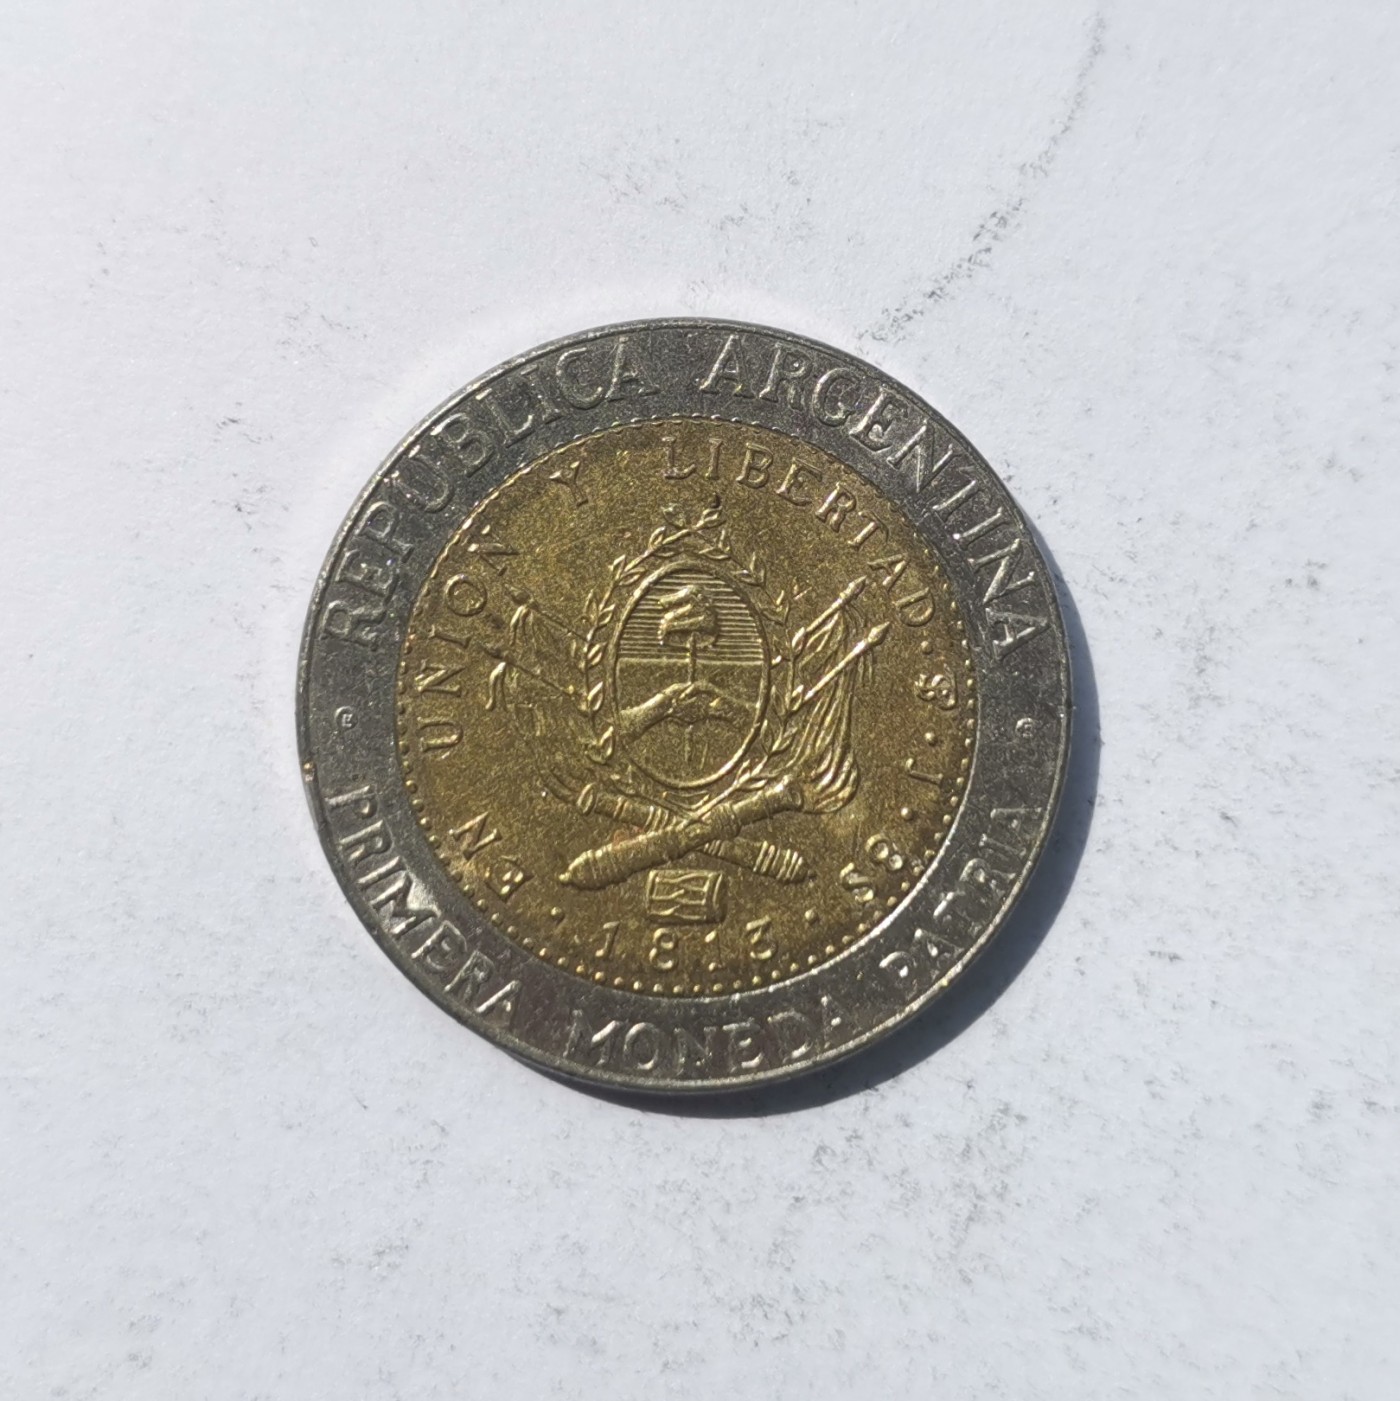 REPUBLICA ARGENTINA
PRIMERA MONEDA PATRIA
EN UNION Y LIBERTAD
· 1813 ·